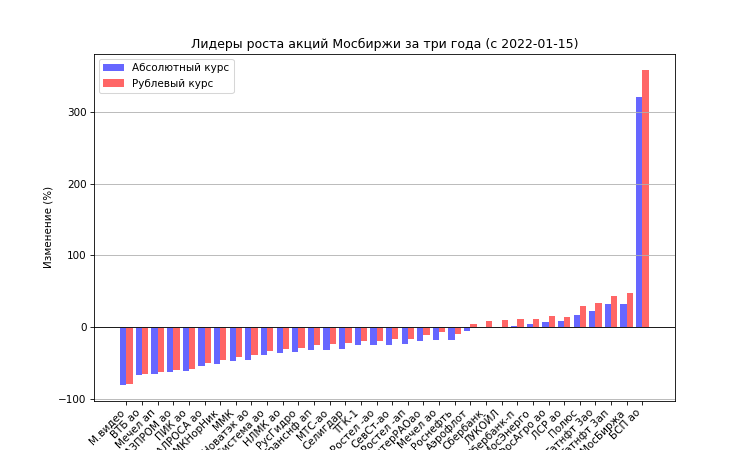 Лидеры роста акций Мосбиржи за три года (с 2022-01-15)
Абсолютный курс
Рублевый курс
Изменение (%)
300
200
100
0
−100
М.видео
ВТБ ао
Мечел ап
ПИК ао
ММК
НЛМК ао
РусГидро
МТС-ао
Селигдар
ТГК-1
Ростел -ао
СевСт-ао
Ростел -ап
Мечел ао
Роснефть
Аэрофлот
Сбербанк
ЛУКОЙЛ
ЛСР ао
Полюс
МосБиржа
БСП ао